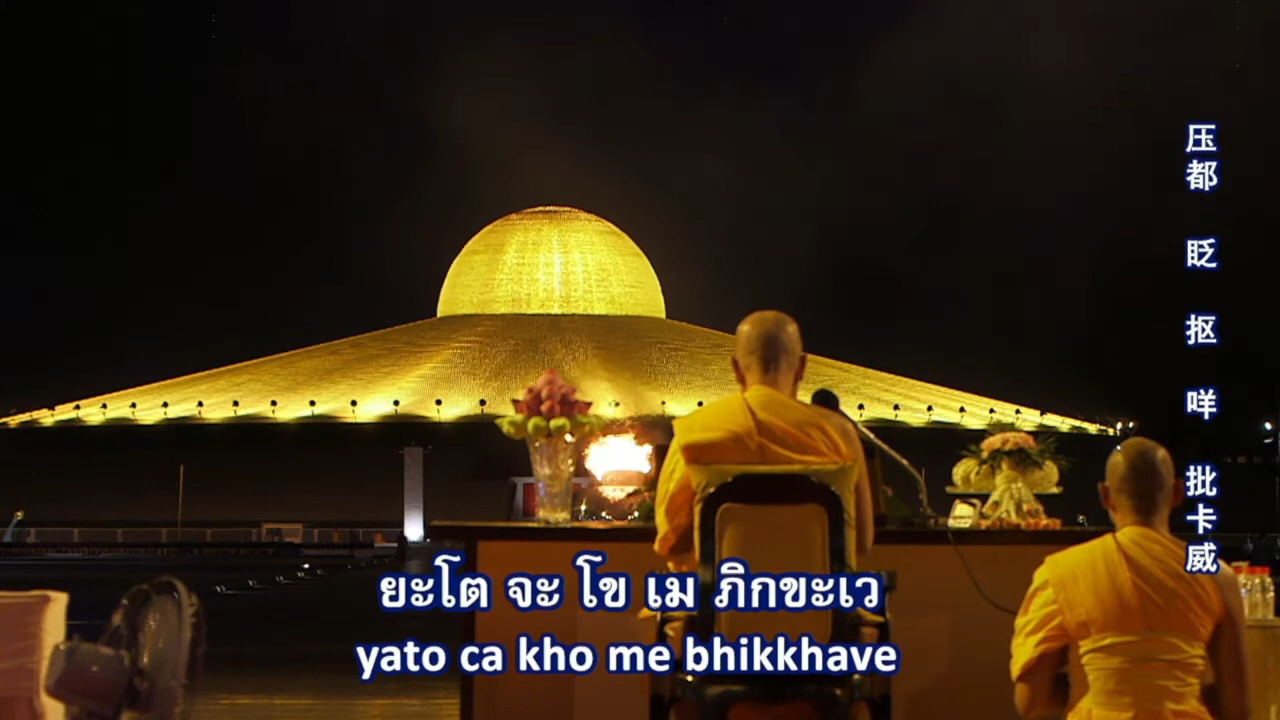 压都 眨 抠 咩 批卡威
ยะโต จะ โข เม ภิกขะเว
yato ca kho me bhikkhave